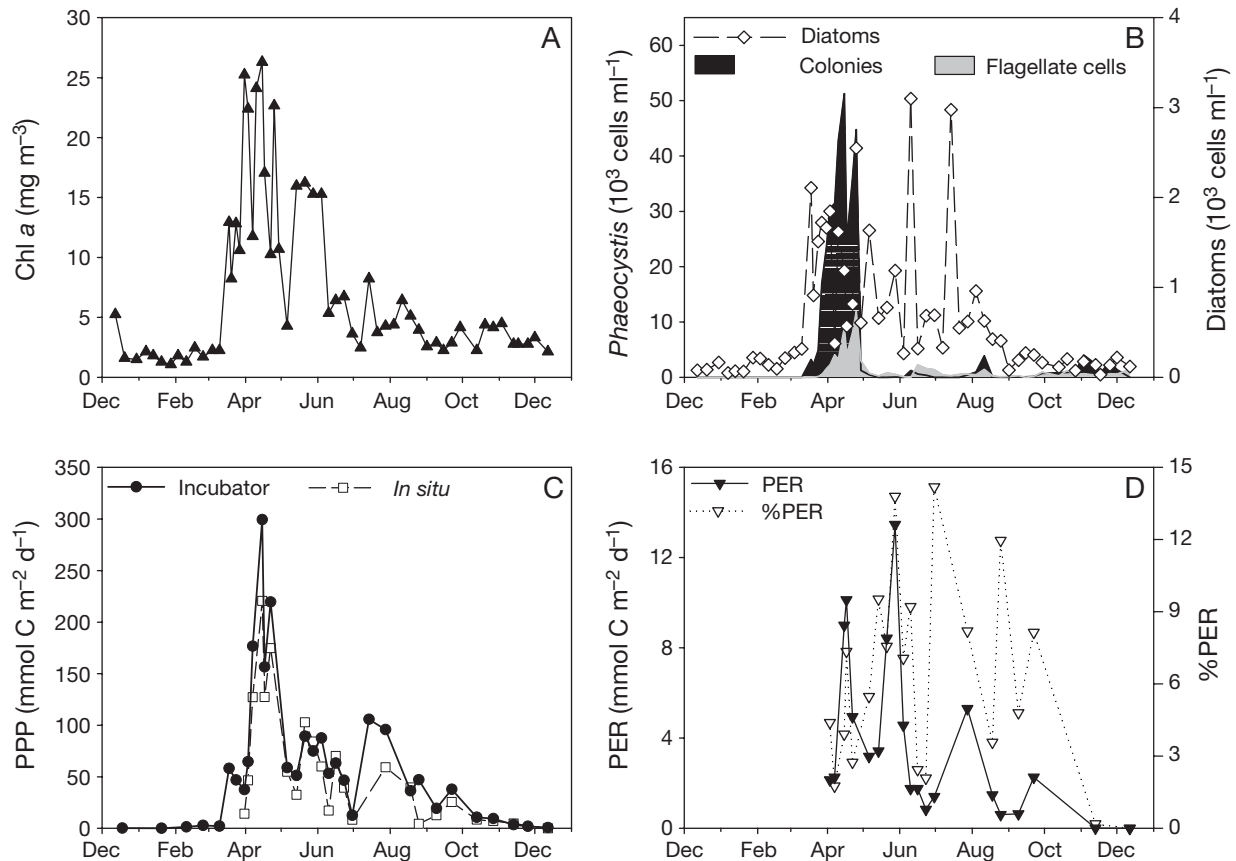 A
Chl a (mg m⁻³)
30
25
20
15
10
5
0
Dec Feb Apr Jun Aug Oct Dec
B
Diatoms
Colonies
Flagellate cells
Phaeocystis (10³ cells ml⁻¹)
60
50
40
30
20
10
0
Diatoms (10³ cells ml⁻¹)
4
3
2
1
0
Dec Feb Apr Jun Aug Oct Dec
C
Incubator
In situ
PPP (mmol C m⁻² d⁻¹)
350
300
250
200
150
100
50
0
Dec Feb Apr Jun Aug Oct Dec
D
PER
%PER
PER (mmol C m⁻² d⁻¹)
16
12
8
4
0
%PER
15
12
9
6
3
0
Dec Feb Apr Jun Aug Oct Dec